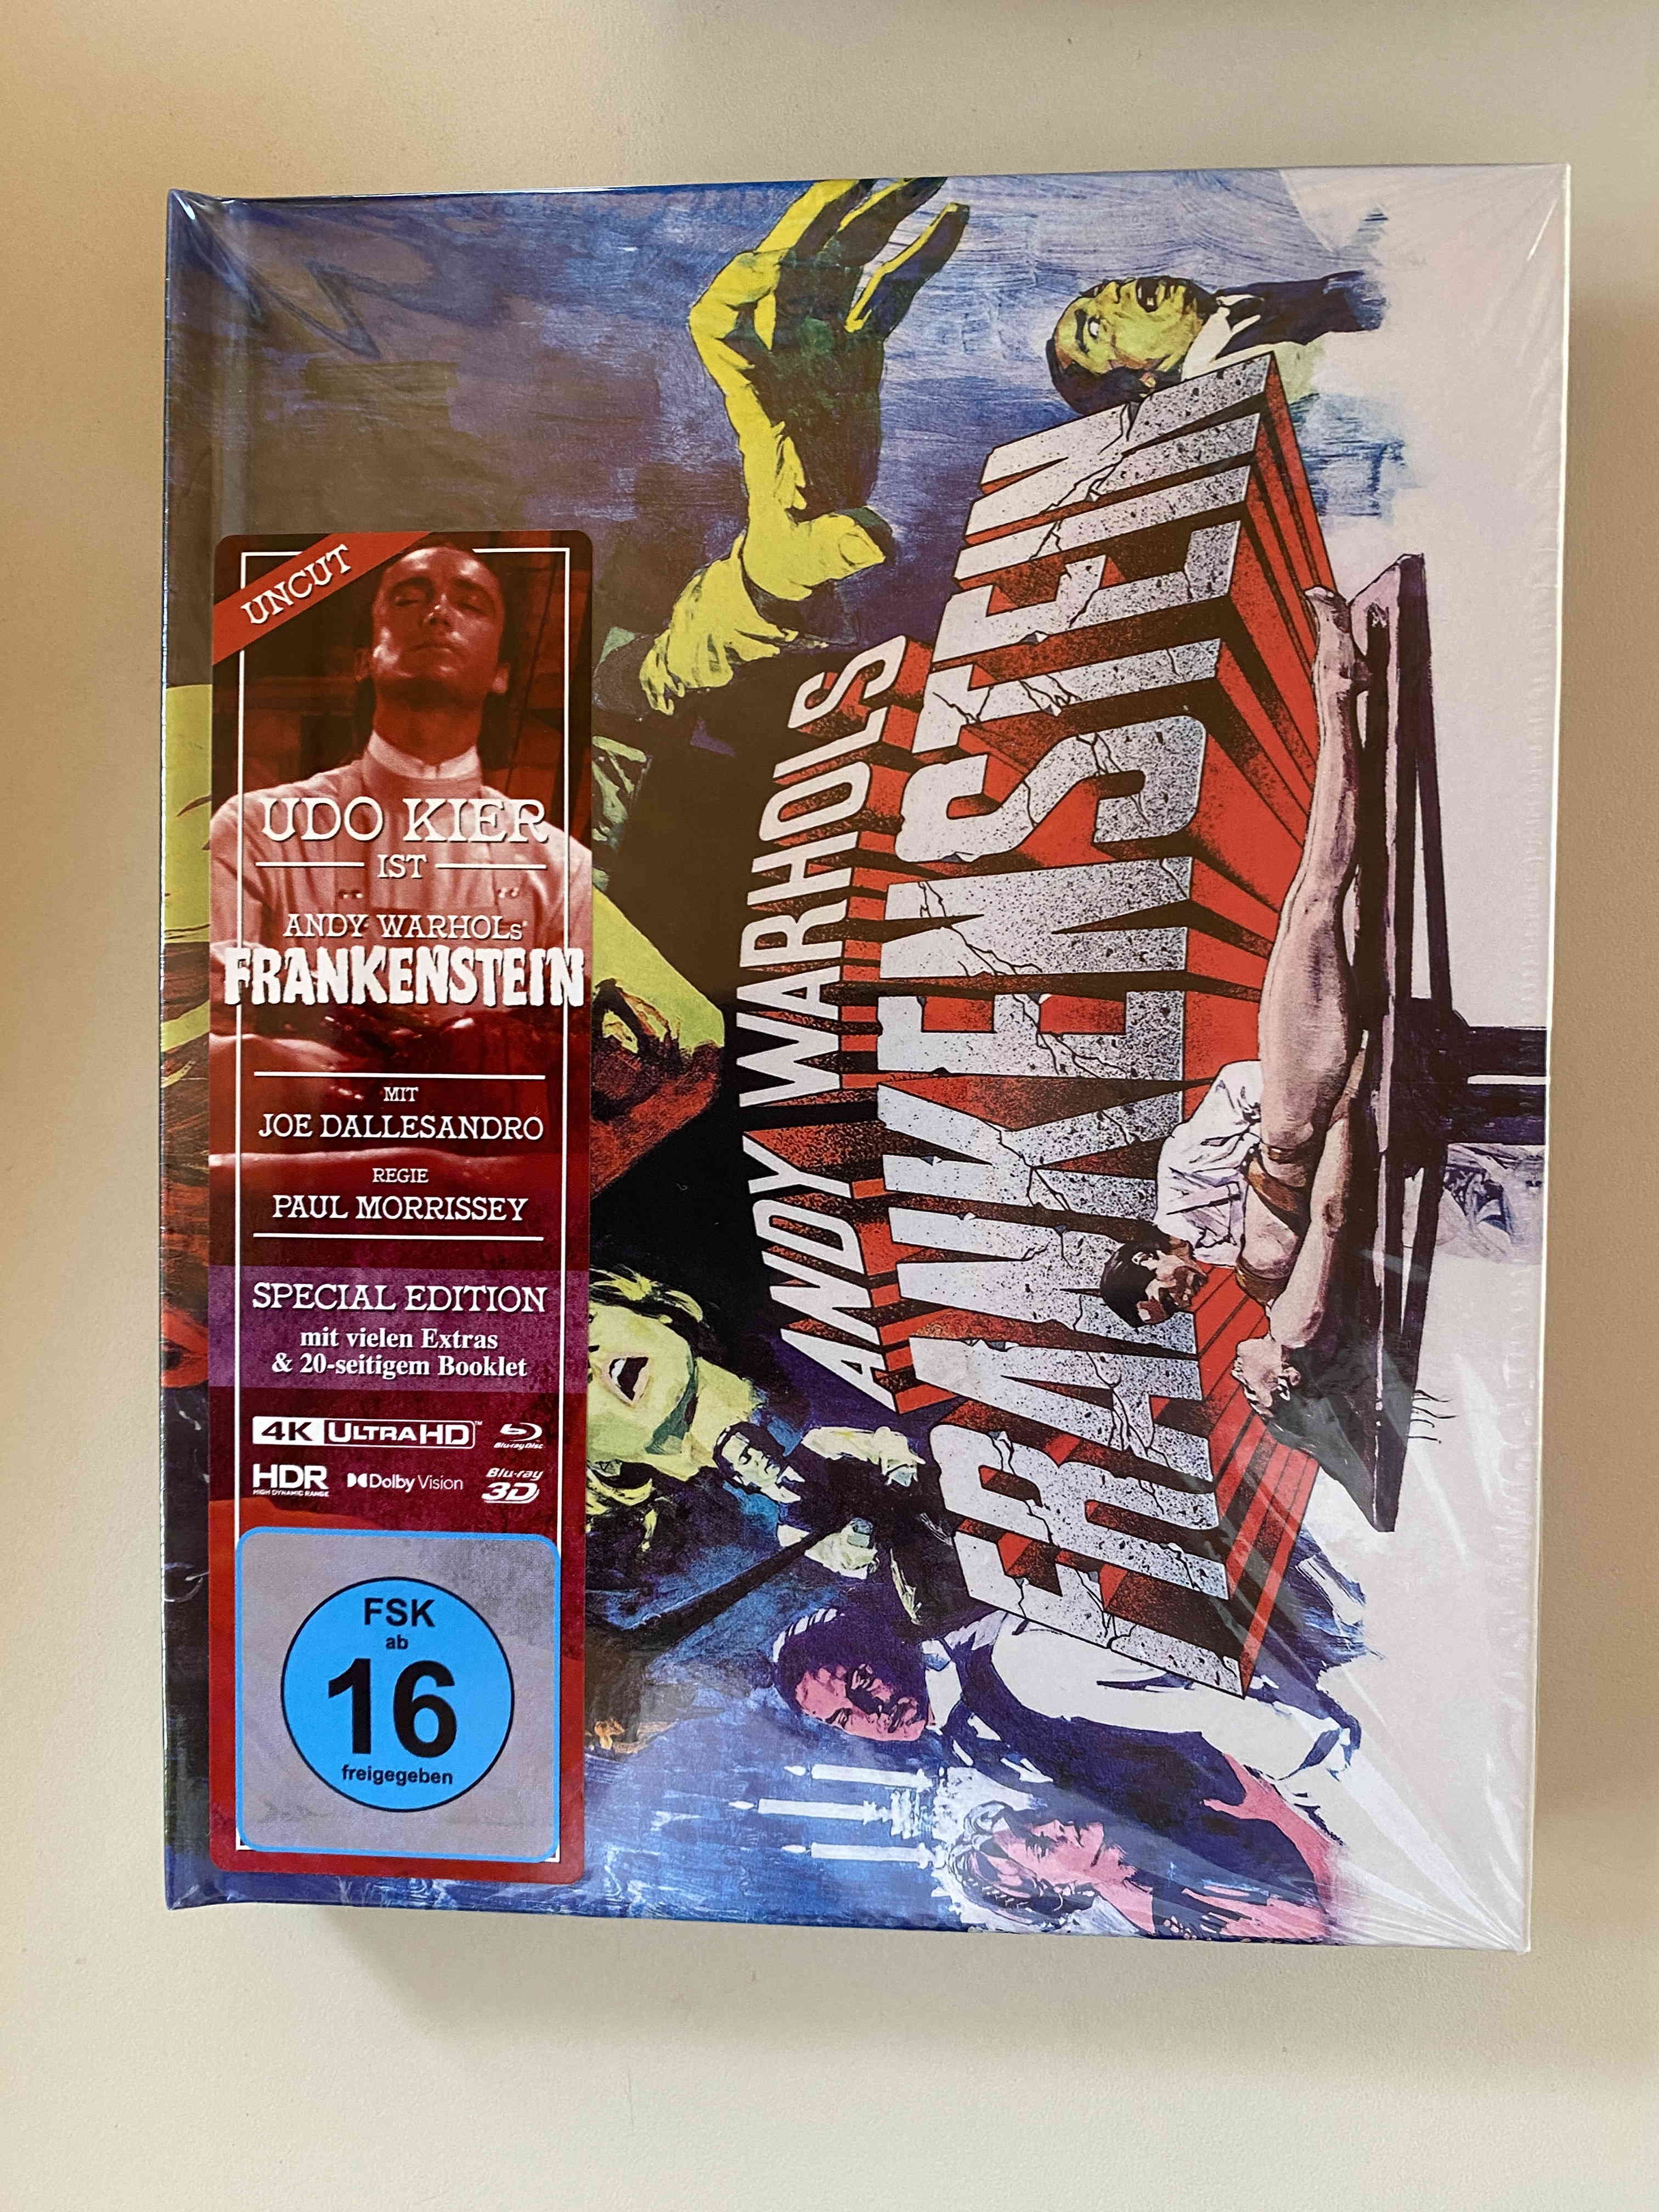 UNCUT
UDO KIER
IST
ANDY WARHOLs'
FRANKENSTEIN
MIT
JOE DALLESANDRO
REGIE
PAUL MORRISSEY
SPECIAL EDITION
mit vielen Extras
& 20-seitigem Booklet
4K ULTRAHD™
Blu-ray Disc
HDR
HIGH DYNAMIC RANGE
Dolby Vision
Blu-ray
3D
FSK
ab
16
freigegeben
ANDY WARHOLS
FRANKENSTEIN